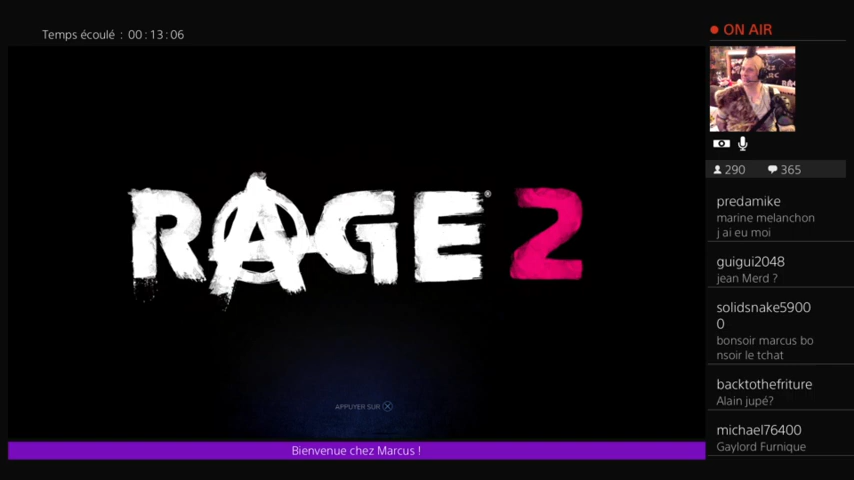 Temps écoulé : 00:13:06
ON AIR
290 365
RAGE® 2
predamike
marine melanchon
j ai eu moi
guigui2048
jean Merd ?
solidsnake5900
0
bonsoir marcus bo
nsoir le tchat
backtothefriture
Alain jupé?
michael76400
Gaylord Furnique
APPUYER SUR
Bienvenue chez Marcus !